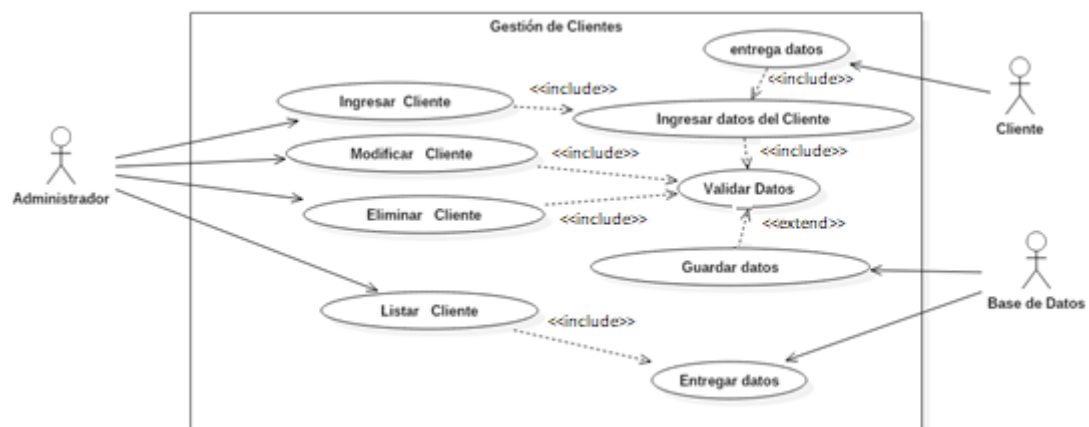 Gestión de Clientes
entrega datos
<<include>>
Ingresar Cliente
<<include>>
Ingresar datos del Cliente
Cliente
Modificar Cliente
<<include>>
<<include>>
Administrador
Validar Datos
Eliminar Cliente
<<include>>
<<extend>>
Guardar datos
Base de Datos
Listar Cliente
<<include>>
Entregar datos